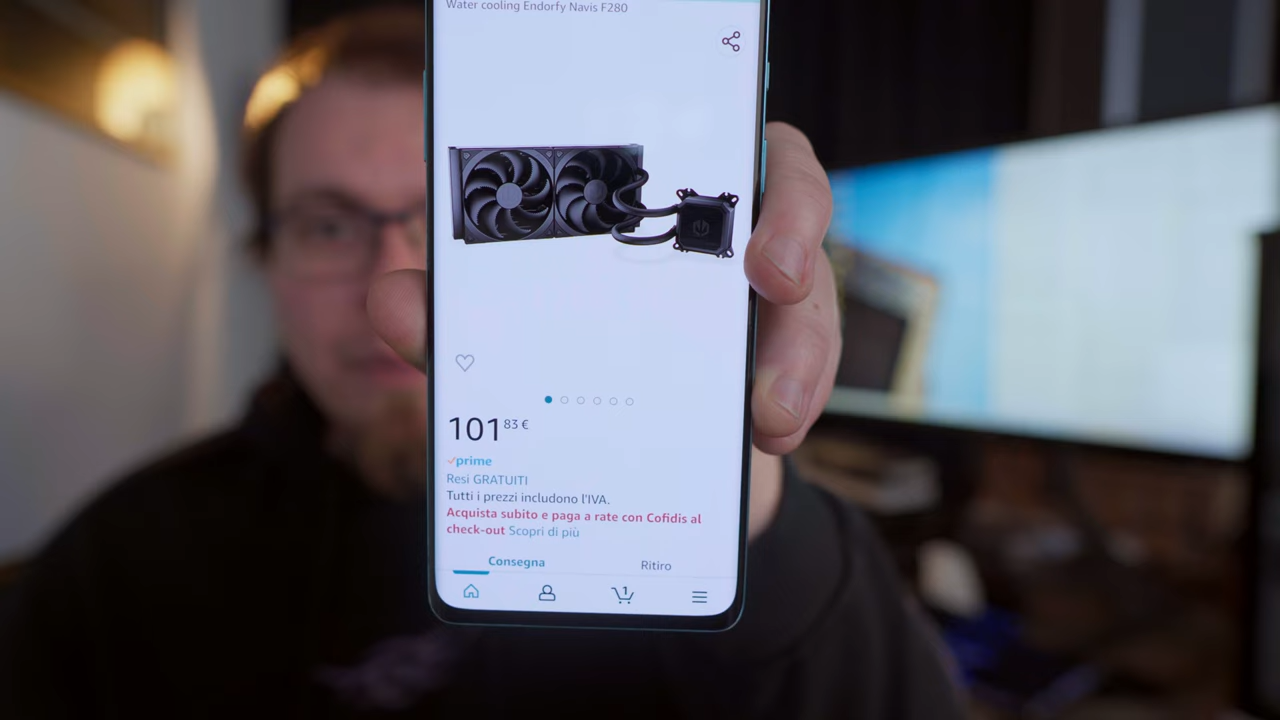 Water cooling Endorfy Navis F280
101 83 €
prime
Resi GRATUITI
Tutti i prezzi includono l'IVA.
Acquista subito e paga a rate con Cofidis al
check-out Scopri di più
Consegna Ritiro
1